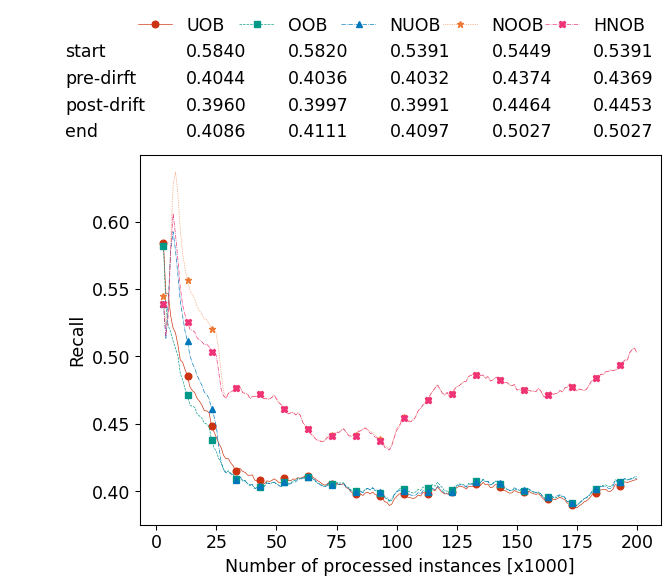 UOB OOB NUOB NOOB HNOB
start 0.5840 0.5820 0.5391 0.5449 0.5391
pre-dirft 0.4044 0.4036 0.4032 0.4374 0.4369
post-drift 0.3960 0.3997 0.3991 0.4464 0.4453
end 0.4086 0.4111 0.4097 0.5027 0.5027
0.60
0.55
0.50
0.45
0.40
Recall
0 25 50 75 100 125 150 175 200
Number of processed instances [x1000]